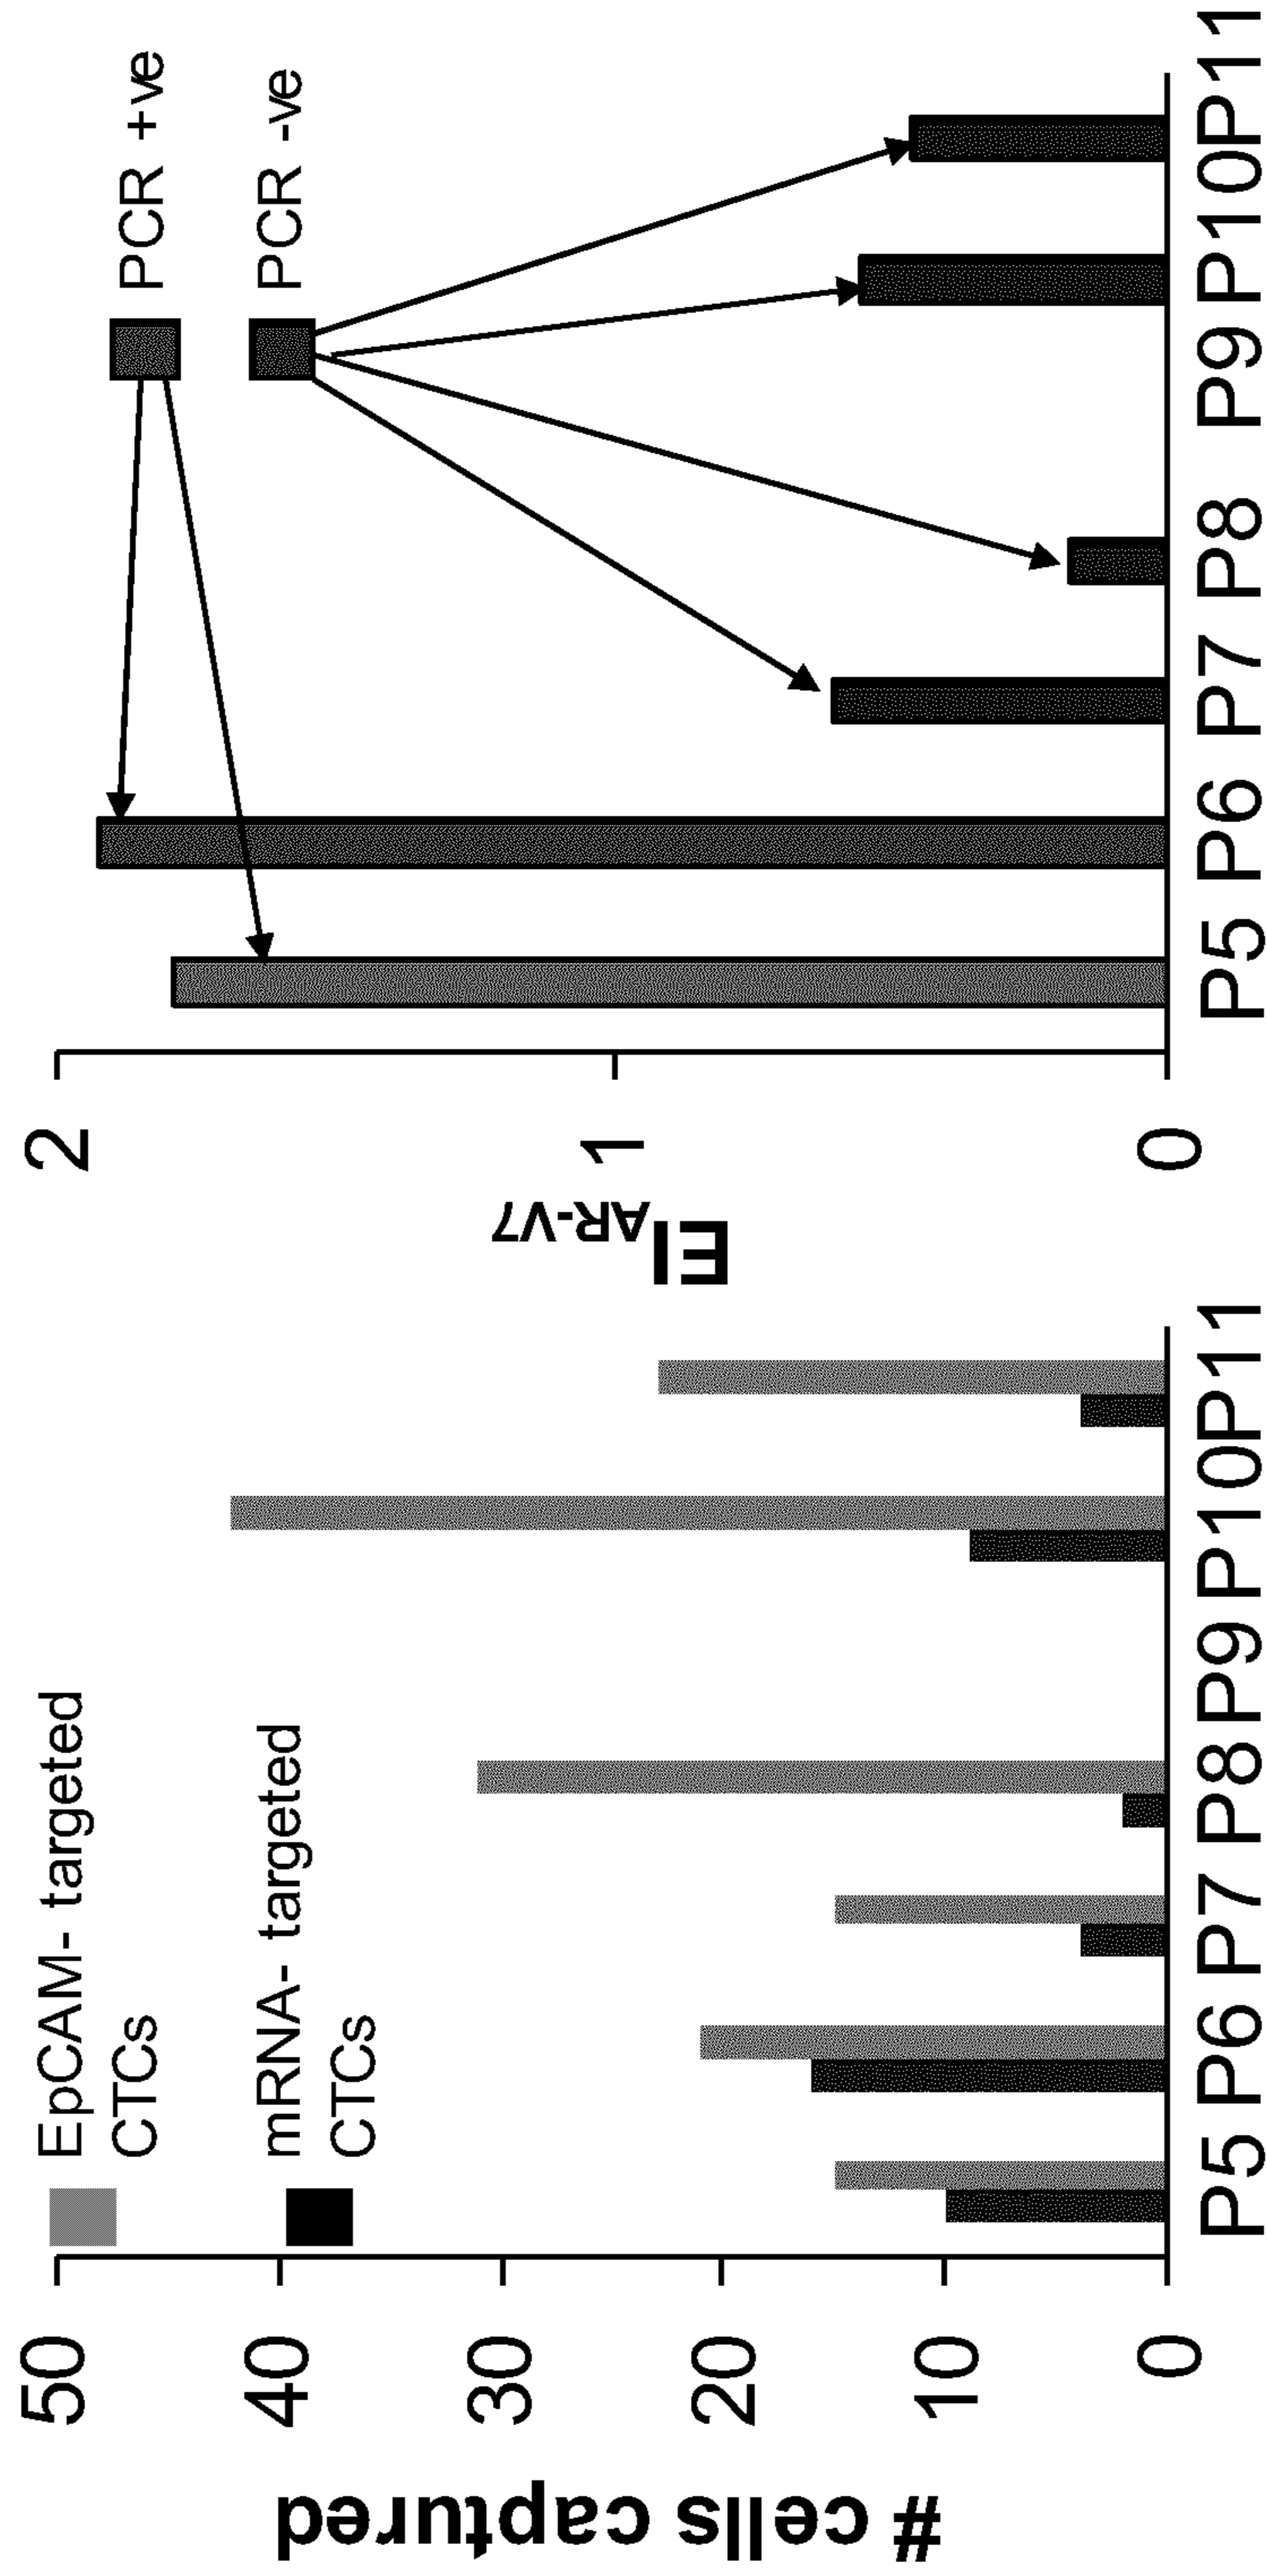 # cells captured
50
40
30
20
10
0
EpCAM- targeted
CTCs
mRNA- targeted
CTCs
P5 P6 P7 P8 P9 P10 P11
EI AR-V7
2
1
0
PCR +ve
PCR -ve
P5 P6 P7 P8 P9 P10 P11